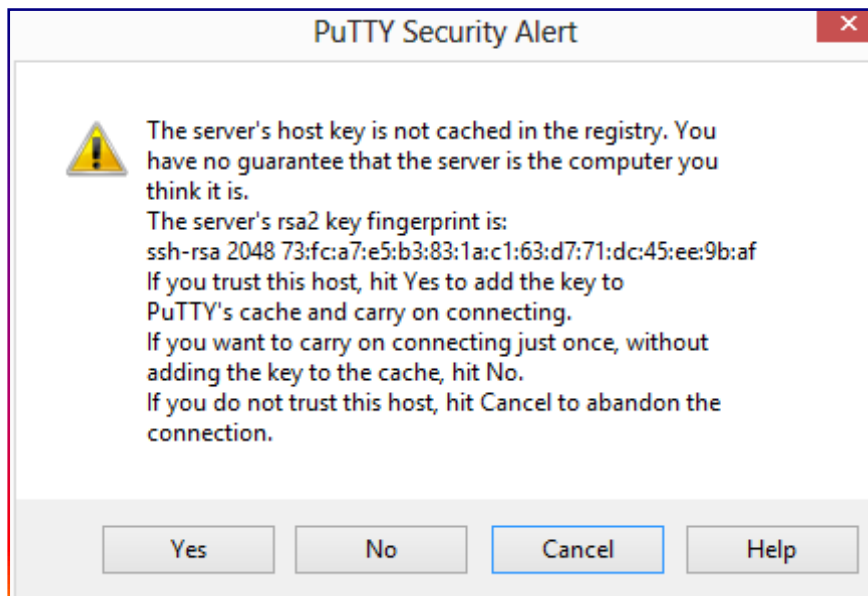 PuTTY Security Alert
The server's host key is not cached in the registry. You
have no guarantee that the server is the computer you
think it is.
The server's rsa2 key fingerprint is:
ssh-rsa 2048 73:fc:a7:e5:b3:83:1a:c1:63:d7:71:dc:45:ee:9b:af
If you trust this host, hit Yes to add the key to
PuTTY's cache and carry on connecting.
If you want to carry on connecting just once, without
adding the key to the cache, hit No.
If you do not trust this host, hit Cancel to abandon the
connection.
Yes No Cancel Help